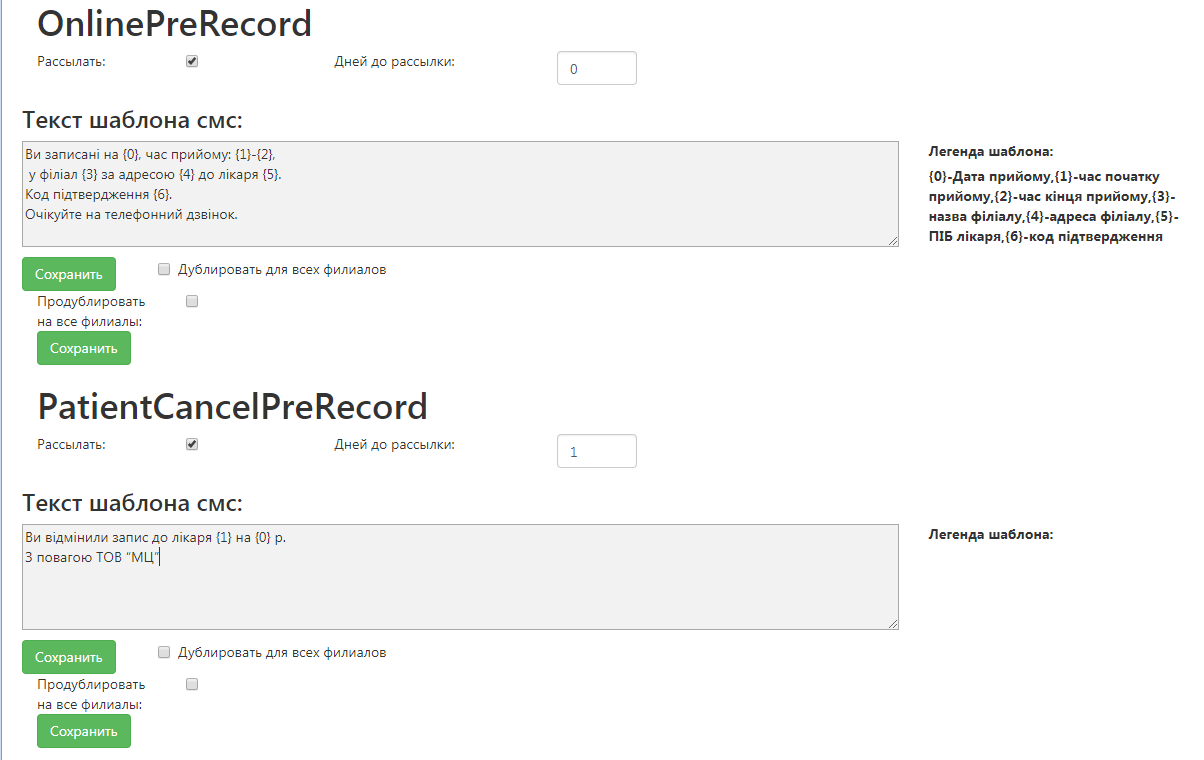 OnlinePreRecord
Рассылать:
Дней до рассылки:
0
Текст шаблона смс:
Ви записані на {0}, час прийому: {1}-{2},
у філіал {3} за адресою {4} до лікаря {5}.
Код підтвердження {6}.
Очікуйте на телефонний дзвінок.
Легенда шаблона:
{0}-Дата прийому,{1}-час початку
прийому,{2}-час кінця прийому,{3}-
назва філіалу,{4}-адреса філіалу,{5}-
ПІБ лікаря,{6}-код підтвердження
Сохранить
Дублировать для всех филиалов
Продублировать
на все филиалы:
Сохранить
PatientCancelPreRecord
Рассылать:
Дней до рассылки:
1
Текст шаблона смс:
Ви відмінили запис до лікаря {1} на {0} р.
З повагою ТОВ “МЦ”
Легенда шаблона:
Сохранить
Дублировать для всех филиалов
Продублировать
на все филиалы:
Сохранить